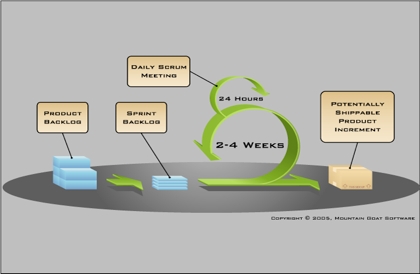 Daily Scrum
Meeting
24 Hours
Product
Backlog
Sprint
Backlog
Potentially
Shippable
Product
Increment
2-4 Weeks
Copyright © 2005, Mountain Goat Software